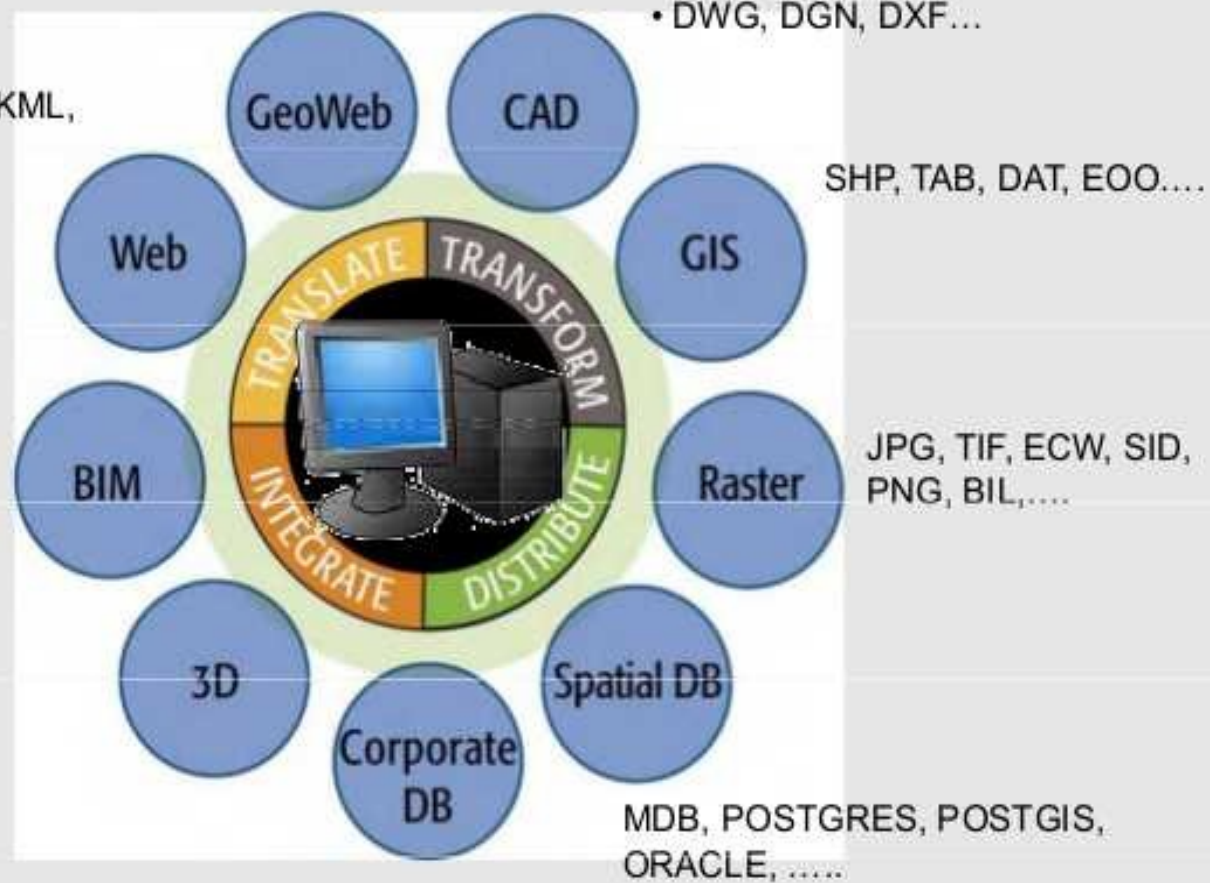 • DWG, DGN, DXF...
KML,
GeoWeb
CAD
SHP, TAB, DAT, EOO....
Web
GIS
TRANSLATE
TRANSFORM
JPG, TIF, ECW, SID,
PNG, BIL,....
BIM
Raster
INTEGRATE
DISTRIBUTE
3D
Spatial DB
Corporate
DB
MDB, POSTGRES, POSTGIS,
ORACLE, .....